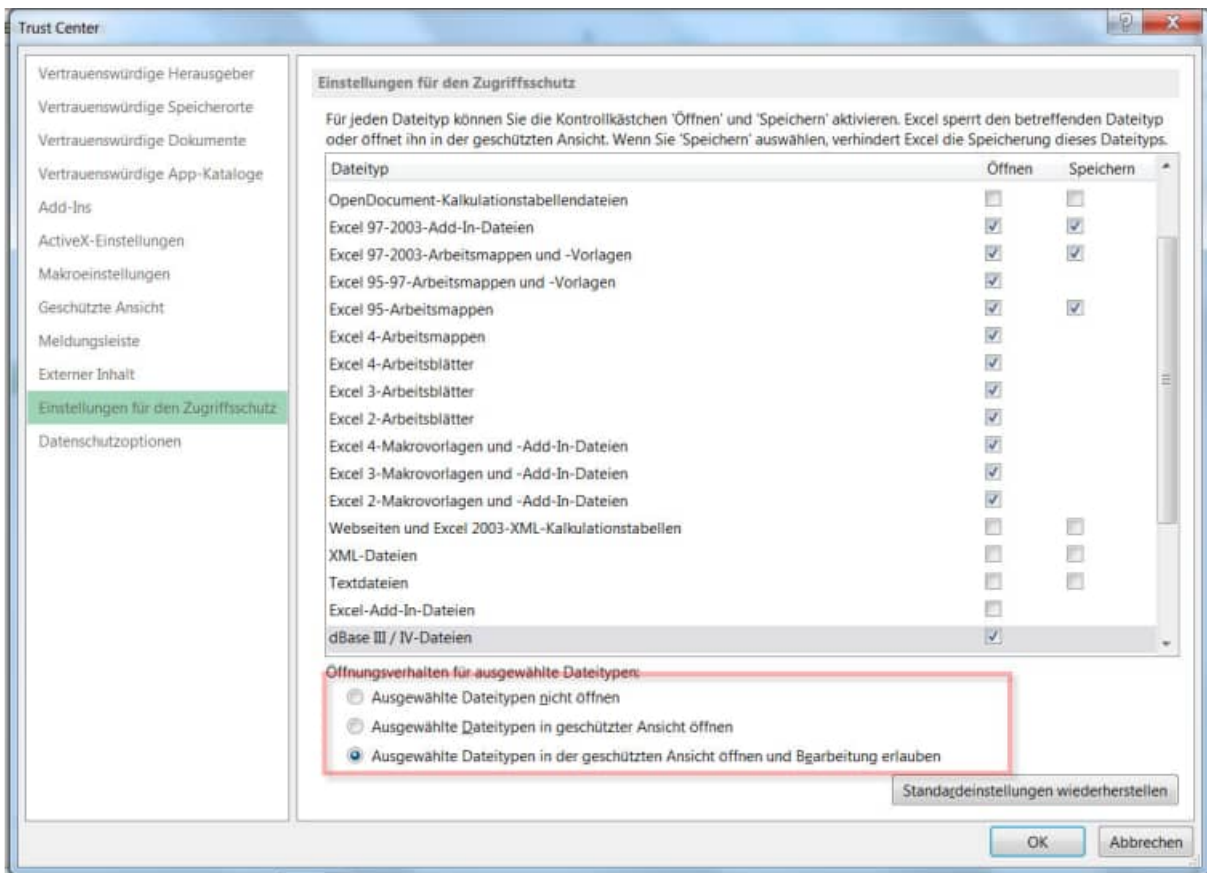 Trust Center
Vertrauenswürdige Herausgeber
Vertrauenswürdige Speicherorte
Vertrauenswürdige Dokumente
Vertrauenswürdige App-Kataloge
Add-Ins
ActiveX-Einstellungen
Makroeinstellungen
Geschützte Ansicht
Meldungsleiste
Externer Inhalt
Einstellungen für den Zugriffsschutz
Datenschutzoptionen
Einstellungen für den Zugriffsschutz
Für jeden Dateityp können Sie die Kontrollkästchen 'Öffnen' und 'Speichern' aktivieren. Excel sperrt den betreffenden Dateityp
oder öffnet ihn in der geschützten Ansicht. Wenn Sie 'Speichern' auswählen, verhindert Excel die Speicherung dieses Dateityps.
Dateityp Öffnen Speichern
OpenDocument-Kalkulationstabellendateien
Excel 97-2003-Add-In-Dateien
Excel 97-2003-Arbeitsmappen und -Vorlagen
Excel 95-97-Arbeitsmappen und -Vorlagen
Excel 95-Arbeitsmappen
Excel 4-Arbeitsmappen
Excel 4-Arbeitsblätter
Excel 3-Arbeitsblätter
Excel 2-Arbeitsblätter
Excel 4-Makrovorlagen und -Add-In-Dateien
Excel 3-Makrovorlagen und -Add-In-Dateien
Excel 2-Makrovorlagen und -Add-In-Dateien
Webseiten und Excel 2003-XML-Kalkulationstabellen
XML-Dateien
Textdateien
Excel-Add-In-Dateien
dBase III / IV-Dateien
Öffnungsverhalten für ausgewählte Dateitypen:
Ausgewählte Dateitypen nicht öffnen
Ausgewählte Dateitypen in geschützter Ansicht öffnen
Ausgewählte Dateitypen in der geschützten Ansicht öffnen und Bearbeitung erlauben
Standardeinstellungen wiederherstellen
OK Abbrechen